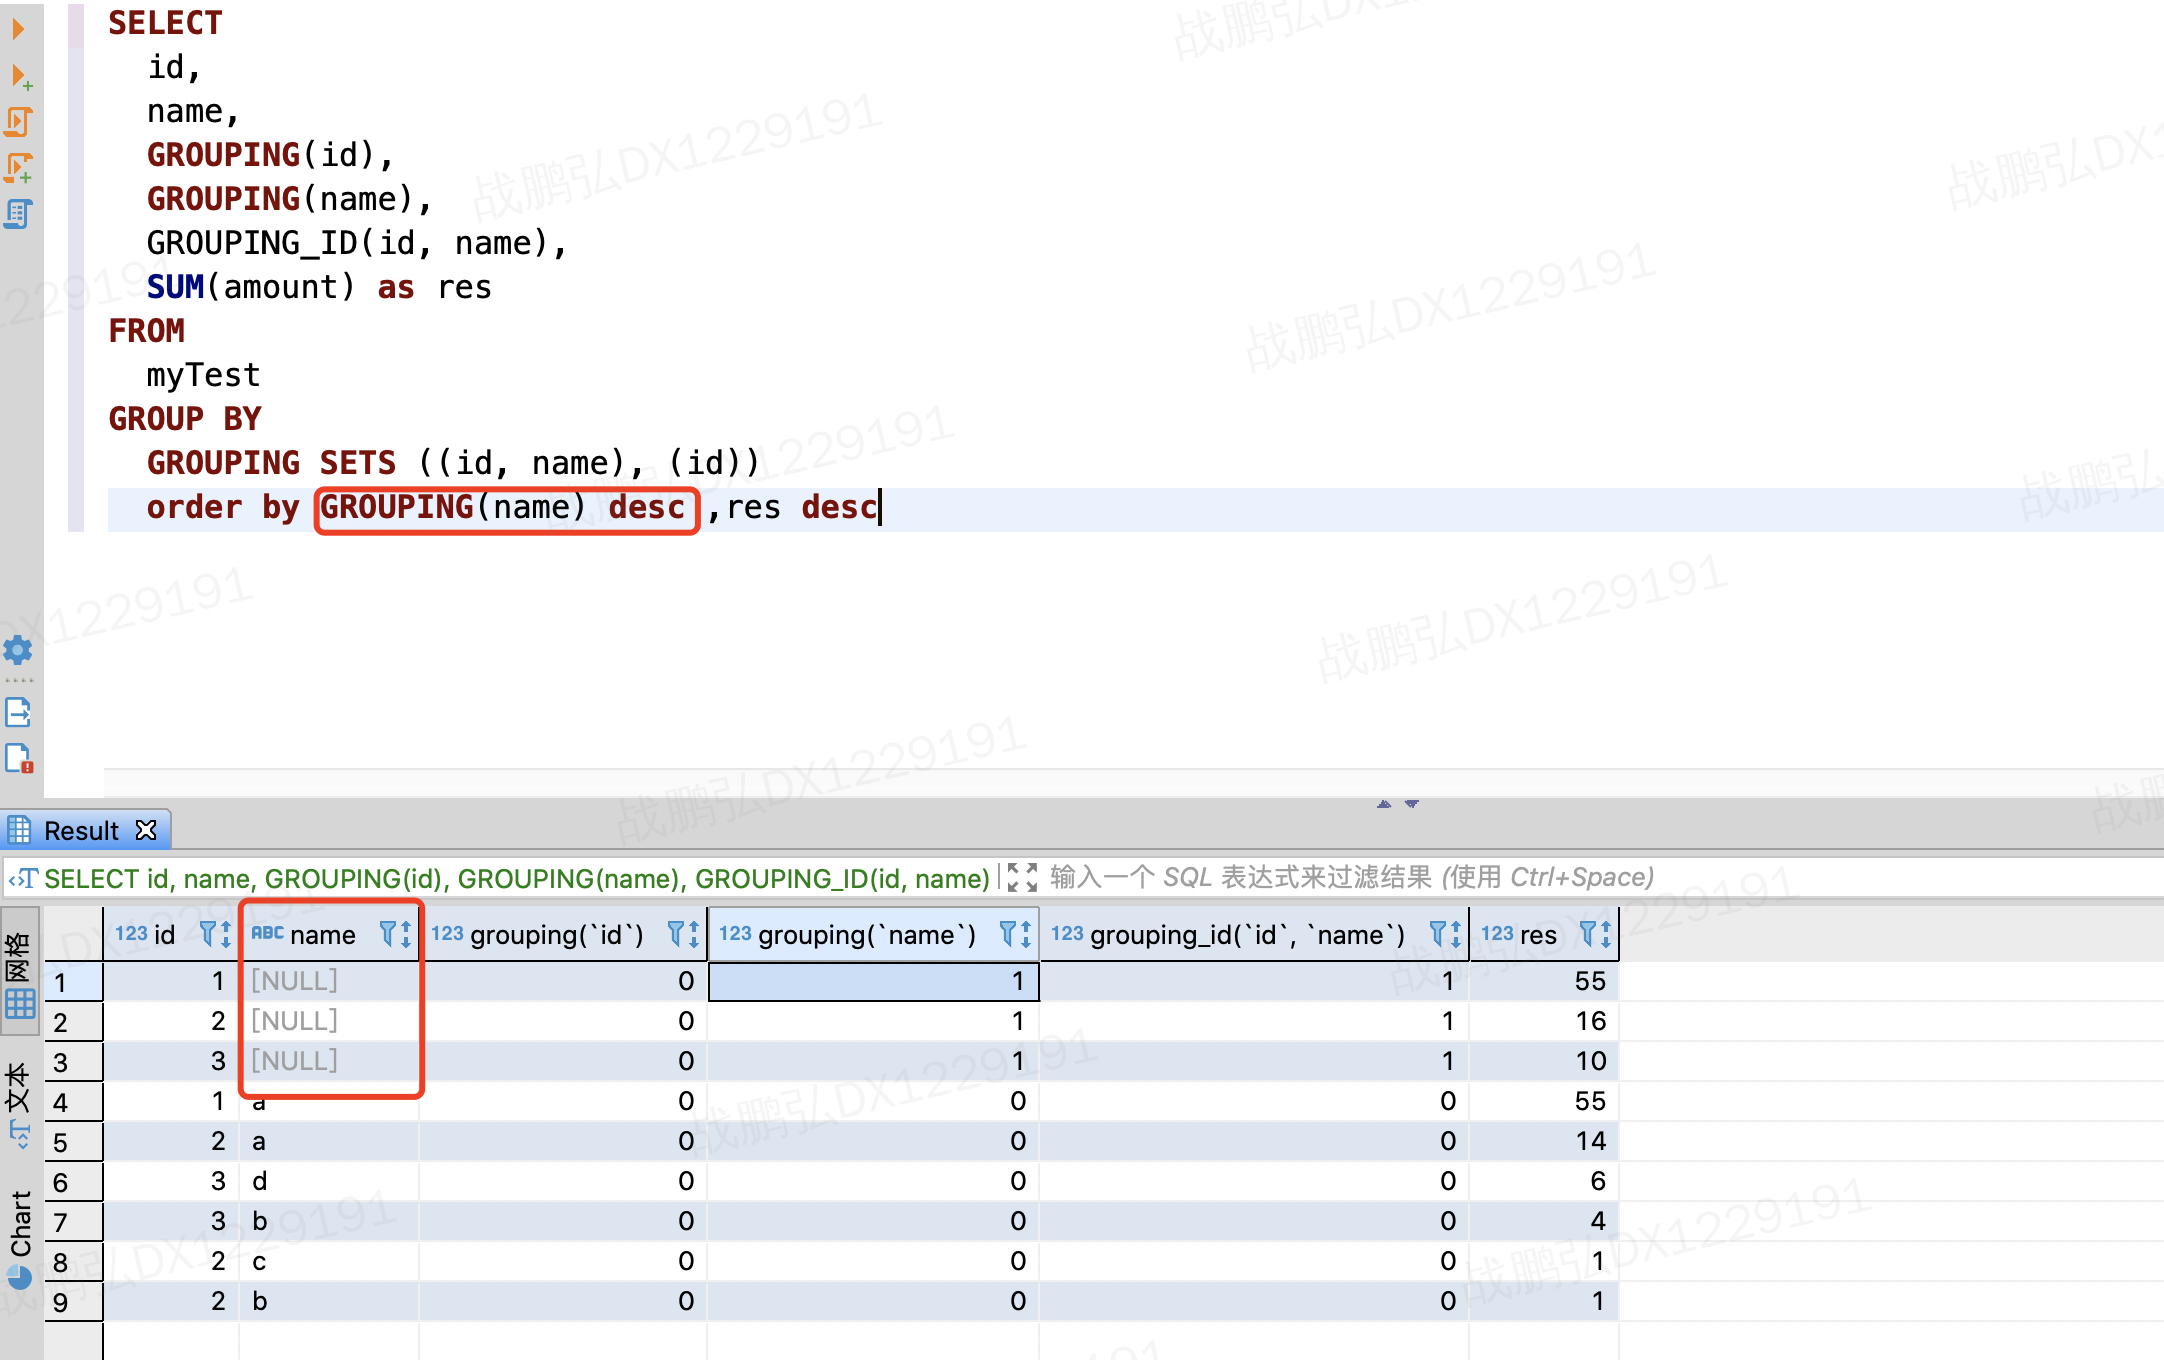 SELECT
id,
name,
GROUPING(id),
GROUPING(name),
GROUPING_ID(id, name),
SUM(amount) as res
FROM
myTest
GROUP BY
GROUPING SETS ((id, name), (id))
order by GROUPING(name) desc ,res desc
Result
SELECT id, name, GROUPING(id), GROUPING(name), GROUPING_ID(id, name) 输入一个 SQL 表达式来过滤结果 (使用 Ctrl+Space)
网格
文本
Chart
123 id ABC name 123 grouping(`id`) 123 grouping(`name`) 123 grouping_id(`id`, `name`) 123 res
1 1 [NULL] 0 1 1 55
2 2 [NULL] 0 1 1 16
3 3 [NULL] 0 1 1 10
4 1 a 0 0 0 55
5 2 a 0 0 0 14
6 3 d 0 0 0 6
7 3 b 0 0 0 4
8 2 c 0 0 0 1
9 2 b 0 0 0 1
战鹏弘DX1229191